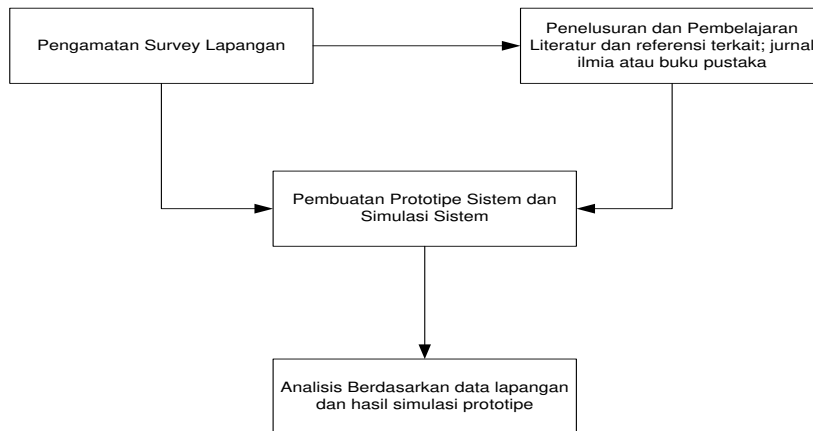 Pengamatan Survey Lapangan
Penelusuran dan Pembelajaran
Literatur dan referensi terkait; jurnal
ilmia atau buku pustaka
Pembuatan Prototipe Sistem dan
Simulasi Sistem
Analisis Berdasarkan data lapangan
dan hasil simulasi prototipe